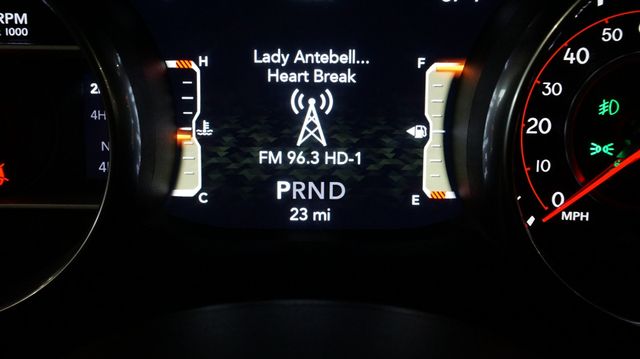 RPM
1000
H
Lady Antebell...
Heart Break
F
FM 96.3 HD-1
C
PRND
E
23 mi
4H
N
50
40
30
20
10
0
MPH